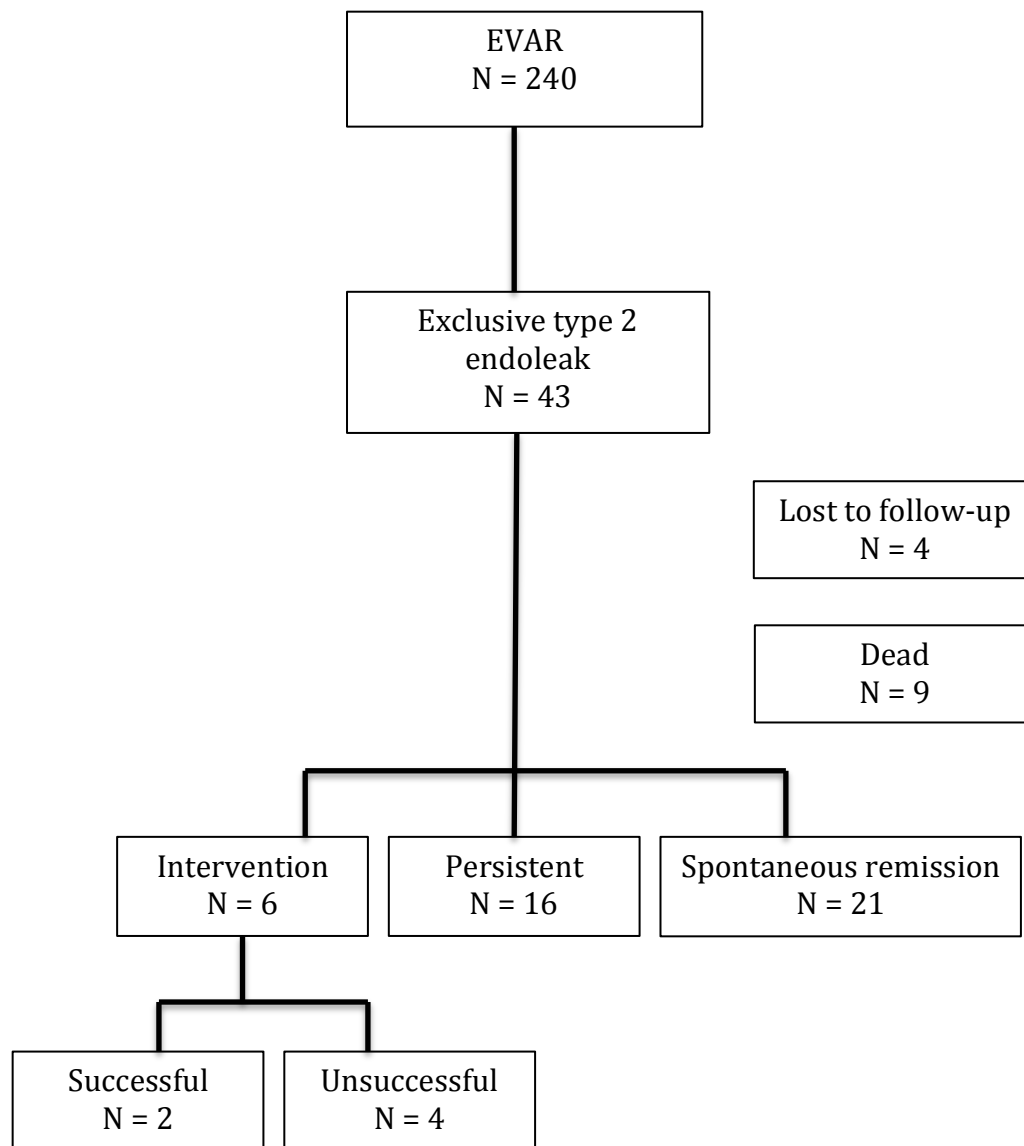 EVAR
N = 240
Exclusive type 2
endoleak
N = 43
Lost to follow-up
N = 4
Dead
N = 9
Intervention
N = 6
Persistent
N = 16
Spontaneous remission
N = 21
Successful
N = 2
Unsuccessful
N = 4